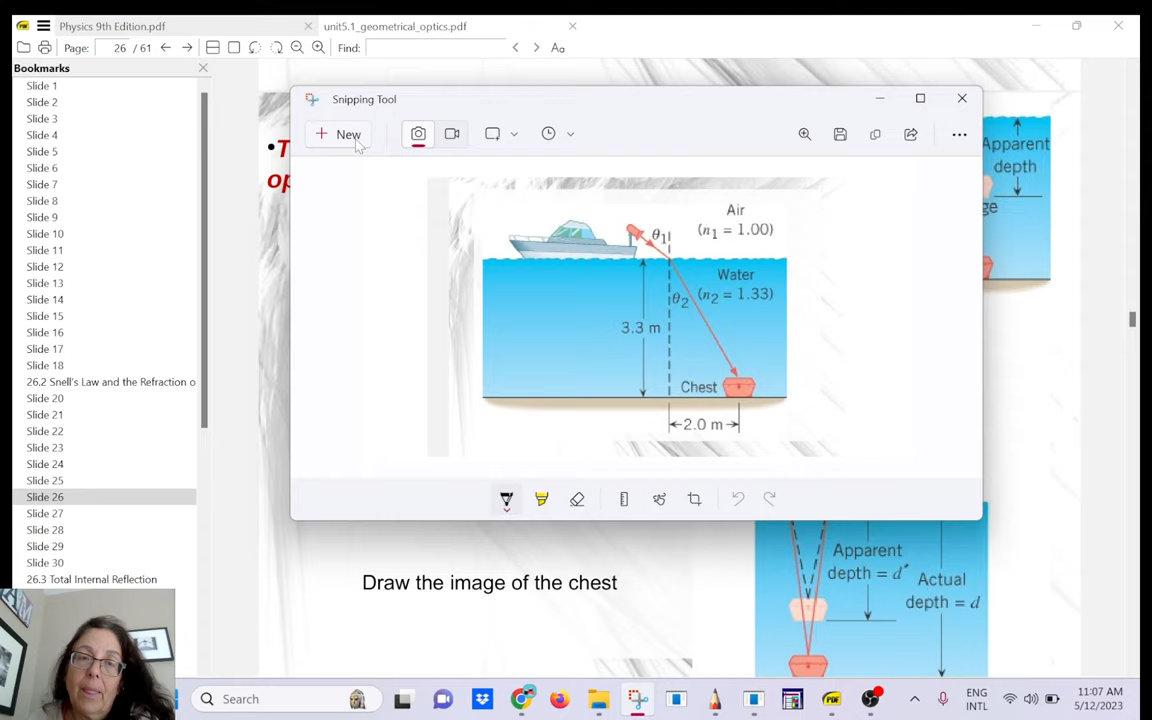 Physics 9th Edition.pdf
unit5.1_geometrical_optics.pdf
Page: 26 / 61
Find:
Aa
Bookmarks
Slide 1
Slide 2
Slide 3
Slide 4
Slide 5
Slide 6
Slide 7
Slide 8
Slide 9
Slide 10
Slide 11
Slide 12
Slide 13
Slide 14
Slide 15
Slide 16
Slide 17
Slide 18
26.2 Snell's Law and the Refraction o
Slide 20
Slide 21
Slide 22
Slide 23
Slide 24
Slide 25
Slide 26
Slide 27
Slide 28
Slide 29
Slide 30
26.3 Total Internal Reflection
Snipping Tool
New
Air
(n1 = 1.00)
θ1
Water
(n2 = 1.33)
θ2
3.3 m
Chest
2.0 m
Apparent
depth
Draw the image of the chest
Apparent
depth = d′
Actual
depth = d
Search
ENG
INTL
11:07 AM
5/12/2023